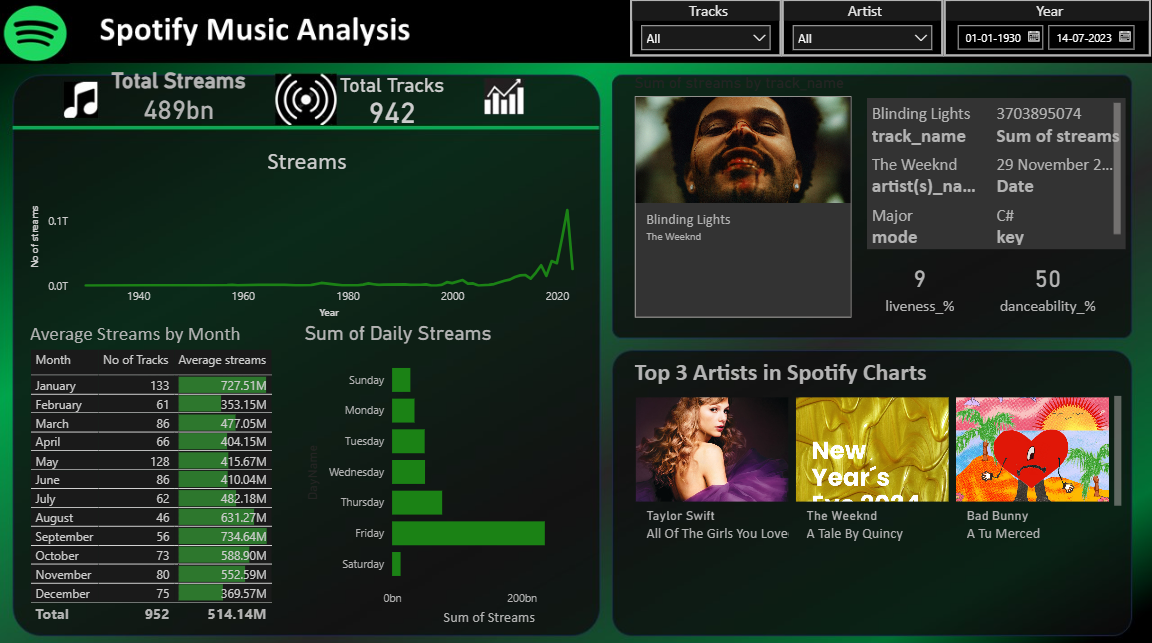 Spotify Music Analysis
Tracks
All
Artist
All
Year
01-01-1930
14-07-2023
Total Streams
489bn
Total Tracks
942
Streams
No of streams
0.1T
0.0T
1940 1960 1980 2000 2020
Year
Average Streams by Month
Month No of Tracks Average streams
January 133 727.51M
February 61 353.15M
March 86 477.05M
April 66 404.15M
May 128 415.67M
June 86 410.04M
July 62 482.18M
August 46 631.27M
September 56 734.64M
October 73 588.90M
November 80 552.59M
December 75 369.57M
Total 952 514.14M
Sum of Daily Streams
DayName
Sunday
Monday
Tuesday
Wednesday
Thursday
Friday
Saturday
0bn 200bn
Sum of Streams
Sum of streams by track_name
Blinding Lights
The Weeknd
Blinding Lights 3703895074
track_name Sum of streams
The Weeknd 29 November 2...
artist(s)_na... Date
Major C#
mode key
9 50
liveness_% danceability_%
Top 3 Artists in Spotify Charts
New
Year´s
Eve 2024
Taylor Swift
All Of The Girls You Love
The Weeknd
A Tale By Quincy
Bad Bunny
A Tu Merced